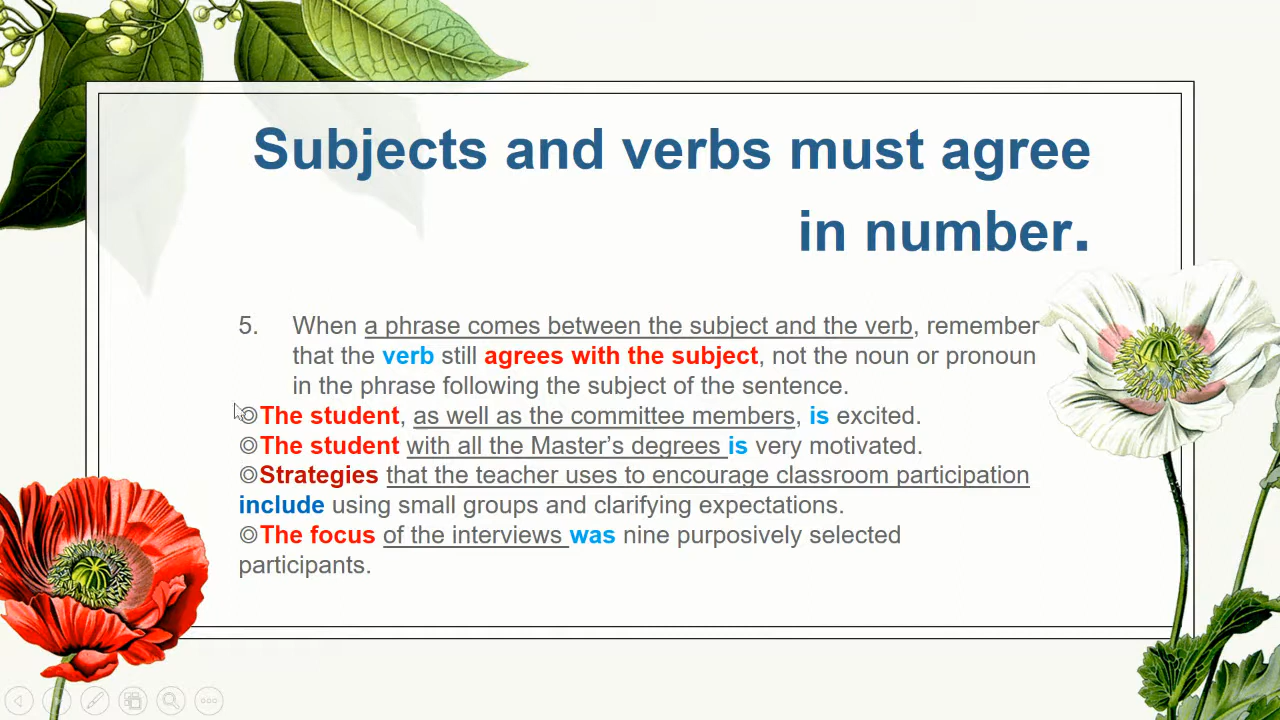 Subjects and verbs must agree
in number.
5. When a phrase comes between the subject and the verb, remember
that the verb still agrees with the subject, not the noun or pronoun
in the phrase following the subject of the sentence.
◎The student, as well as the committee members, is excited.
◎The student with all the Master’s degrees is very motivated.
◎Strategies that the teacher uses to encourage classroom participation
include using small groups and clarifying expectations.
◎The focus of the interviews was nine purposively selected
participants.